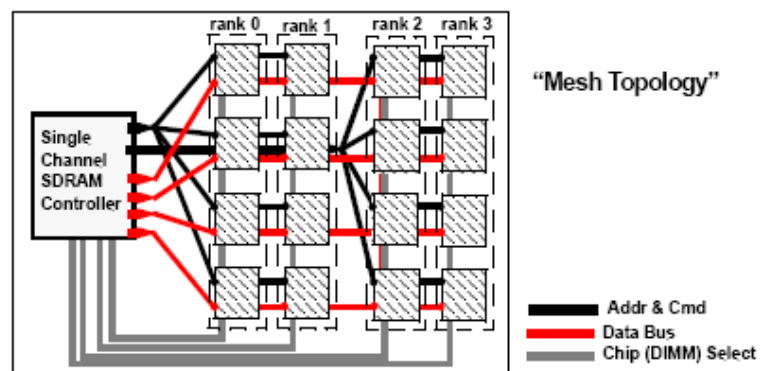 rank 0 rank 1 rank 2 rank 3
“Mesh Topology”
Single
Channel
SDRAM
Controller
Addr & Cmd
Data Bus
Chip (DIMM) Select